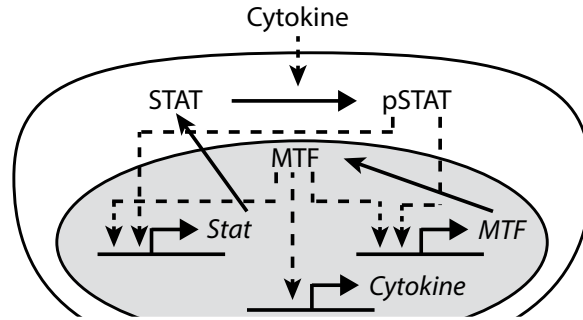 Cytokine
STAT pSTAT
MTF
Stat MTF
Cytokine